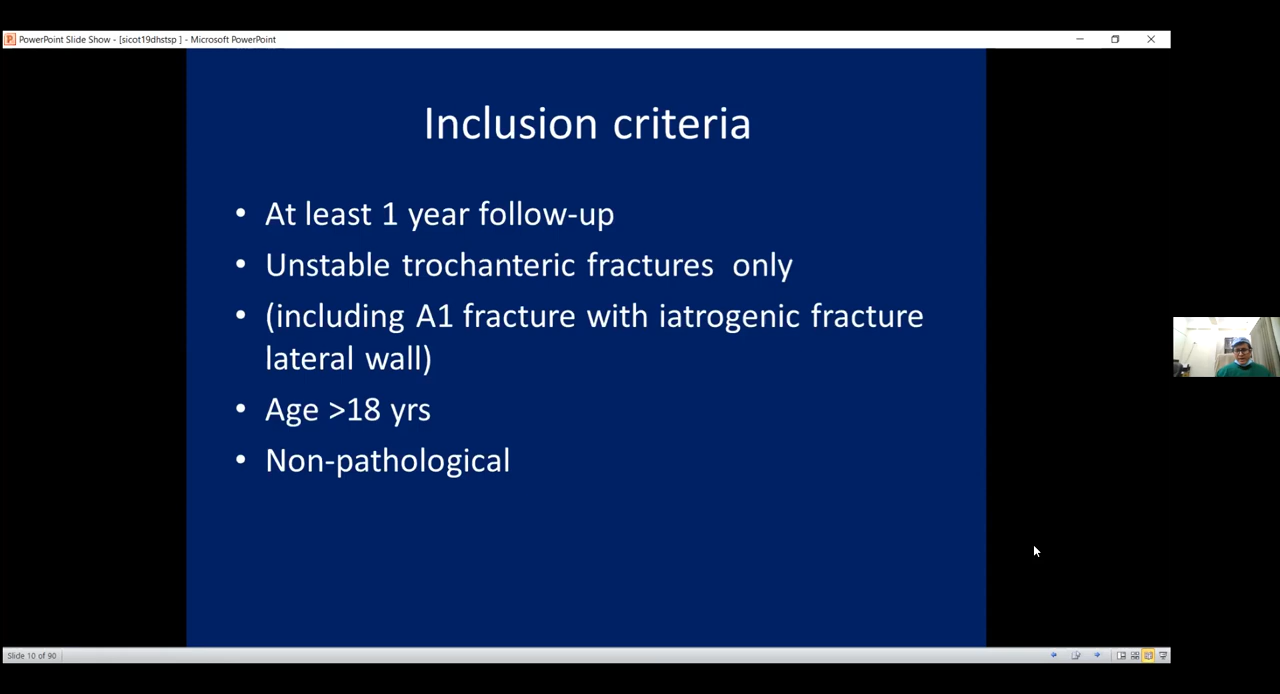 PowerPoint Slide Show - [sicot19dhstsp ] - Microsoft PowerPoint
Inclusion criteria
• At least 1 year follow-up
• Unstable trochanteric fractures  only
• (including A1 fracture with iatrogenic fracture
lateral wall)
• Age >18 yrs
• Non-pathological
Slide 10 of 90